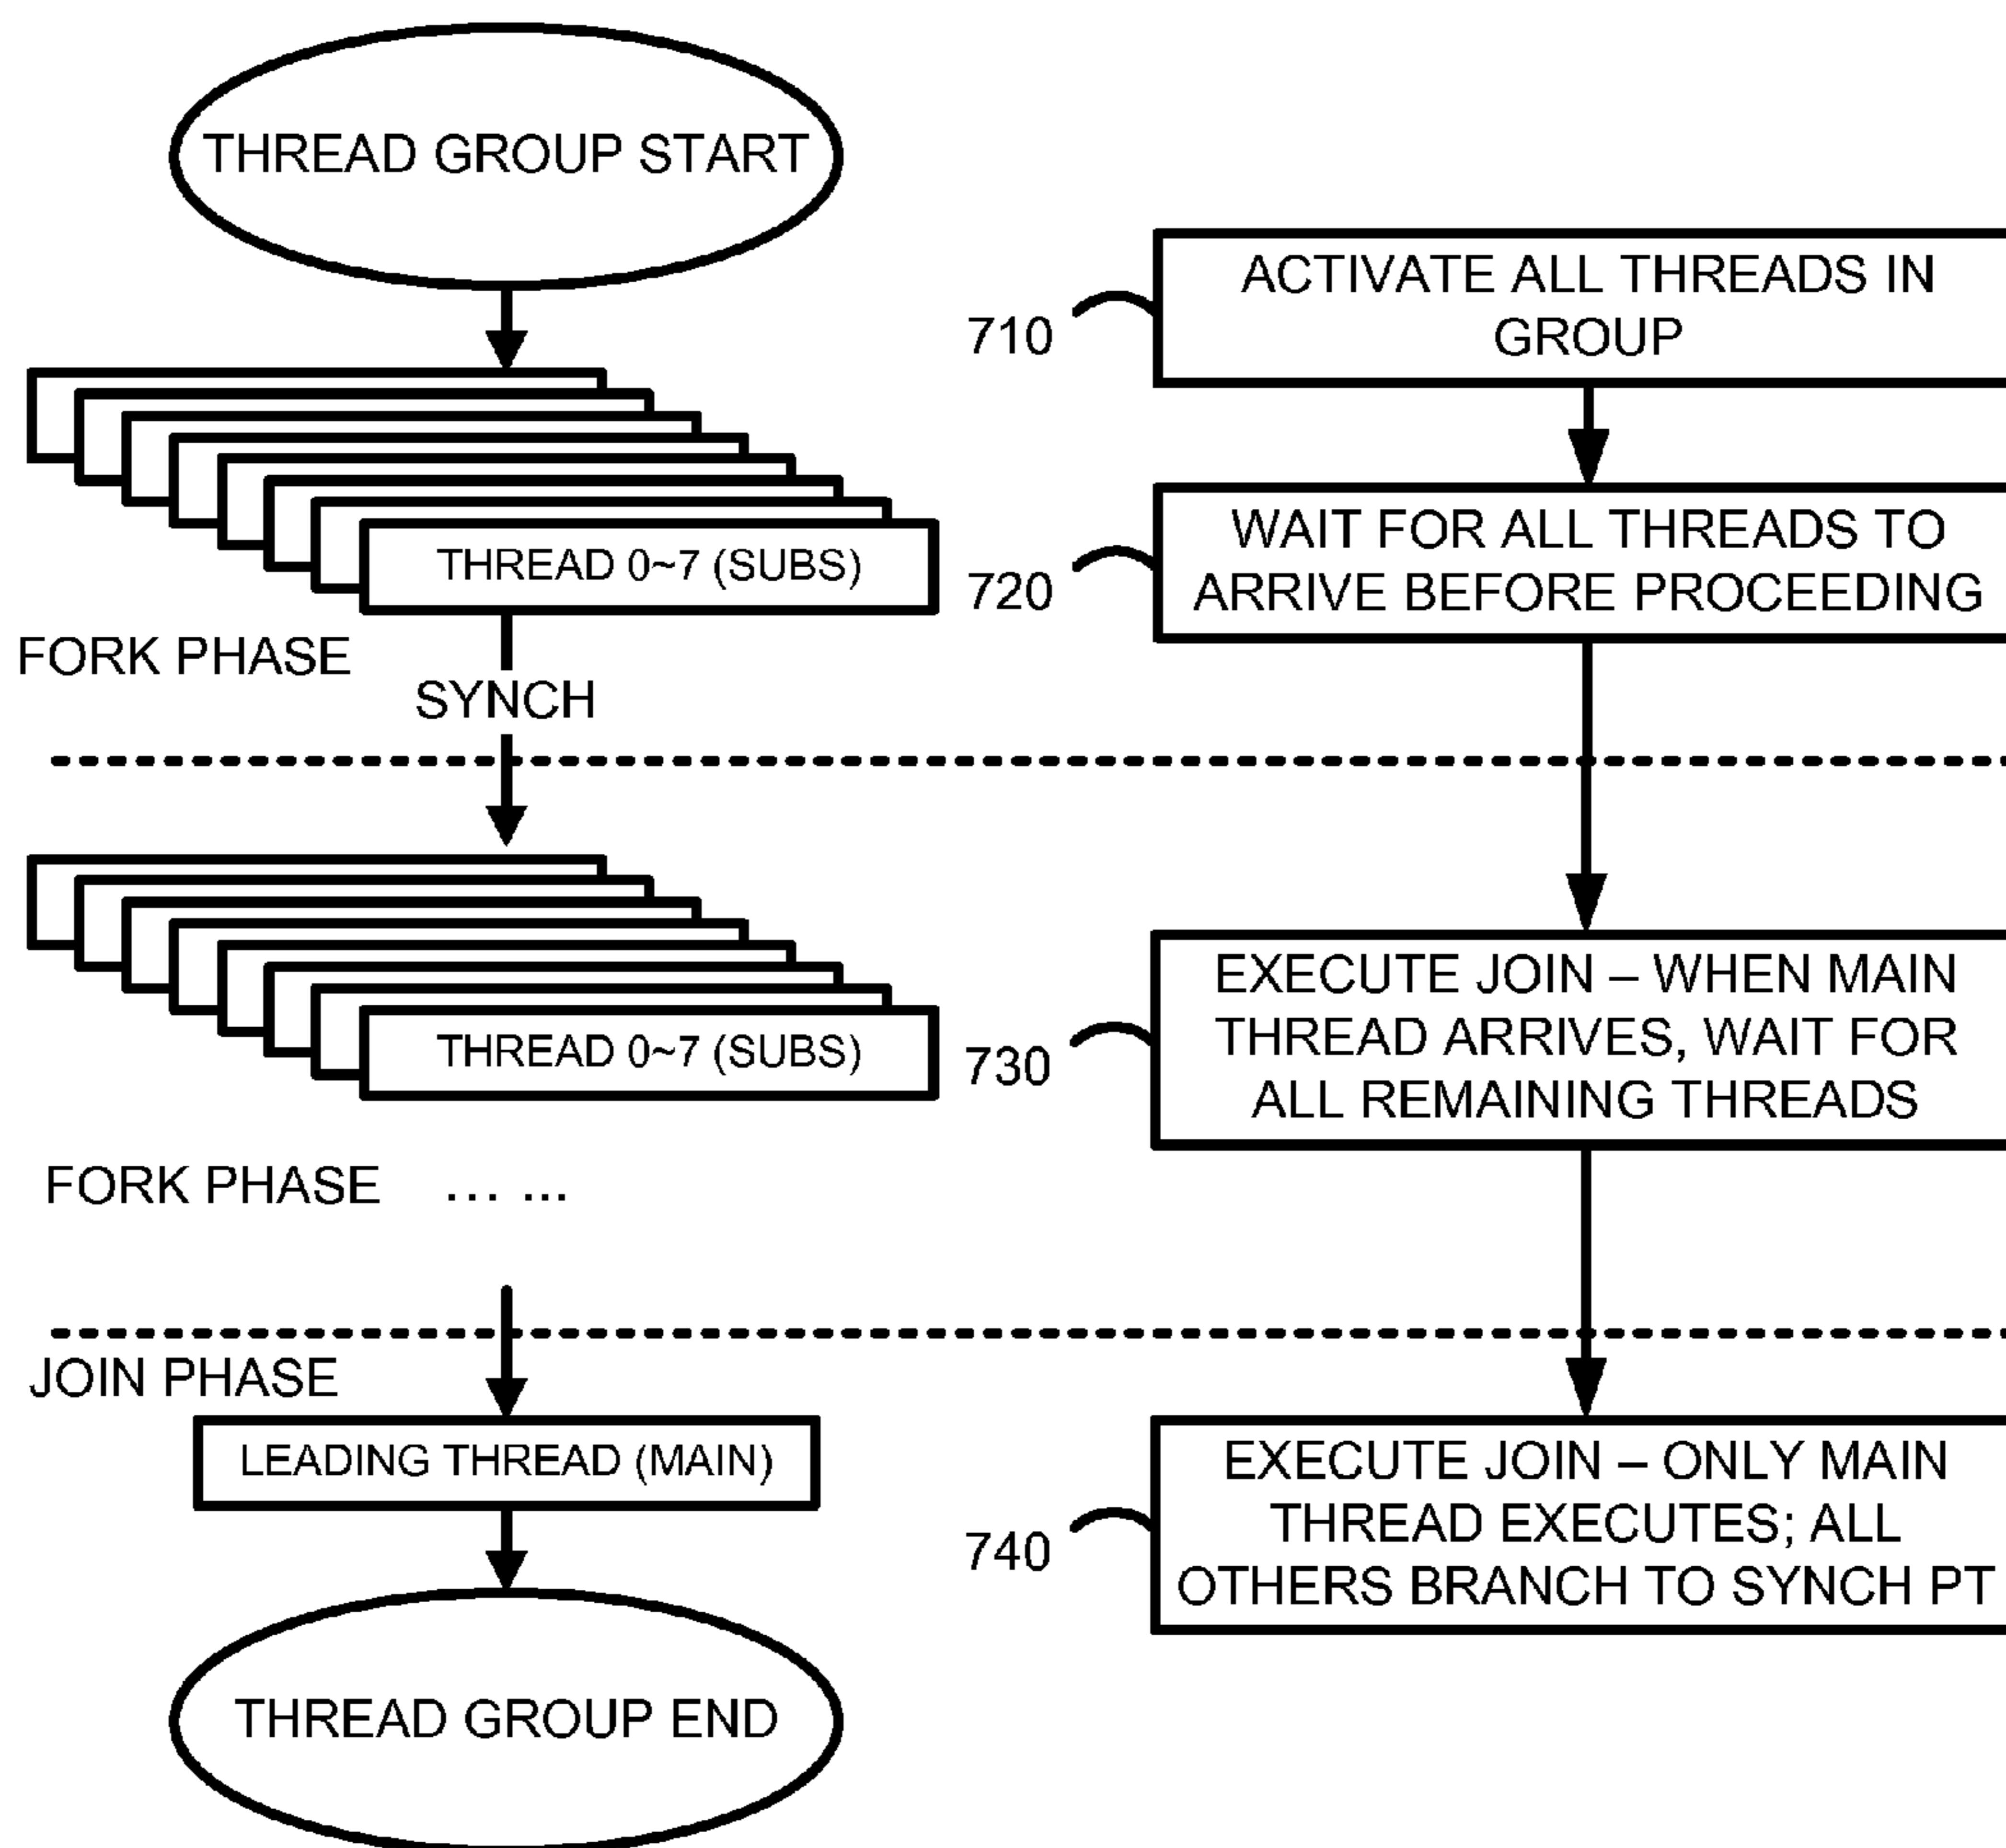 THREAD GROUP START
THREAD 0~7 (SUBS)
FORK PHASE
SYNCH
THREAD 0~7 (SUBS)
FORK PHASE … ...
JOIN PHASE
LEADING THREAD (MAIN)
THREAD GROUP END
710
ACTIVATE ALL THREADS IN
GROUP
720
WAIT FOR ALL THREADS TO
ARRIVE BEFORE PROCEEDING
730
EXECUTE JOIN – WHEN MAIN
THREAD ARRIVES, WAIT FOR
ALL REMAINING THREADS
740
EXECUTE JOIN – ONLY MAIN
THREAD EXECUTES; ALL
OTHERS BRANCH TO SYNCH PT